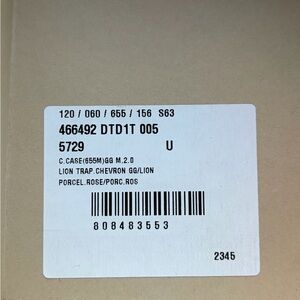 120 / 060 / 655 / 156 S63
466492 DTD1T 005
5729 U
C.CASE(655M)GG M.2.0
LION TRAP.CHEVRON GG/LION
PORCEL.ROSE/PORC.ROS
808483553
2345